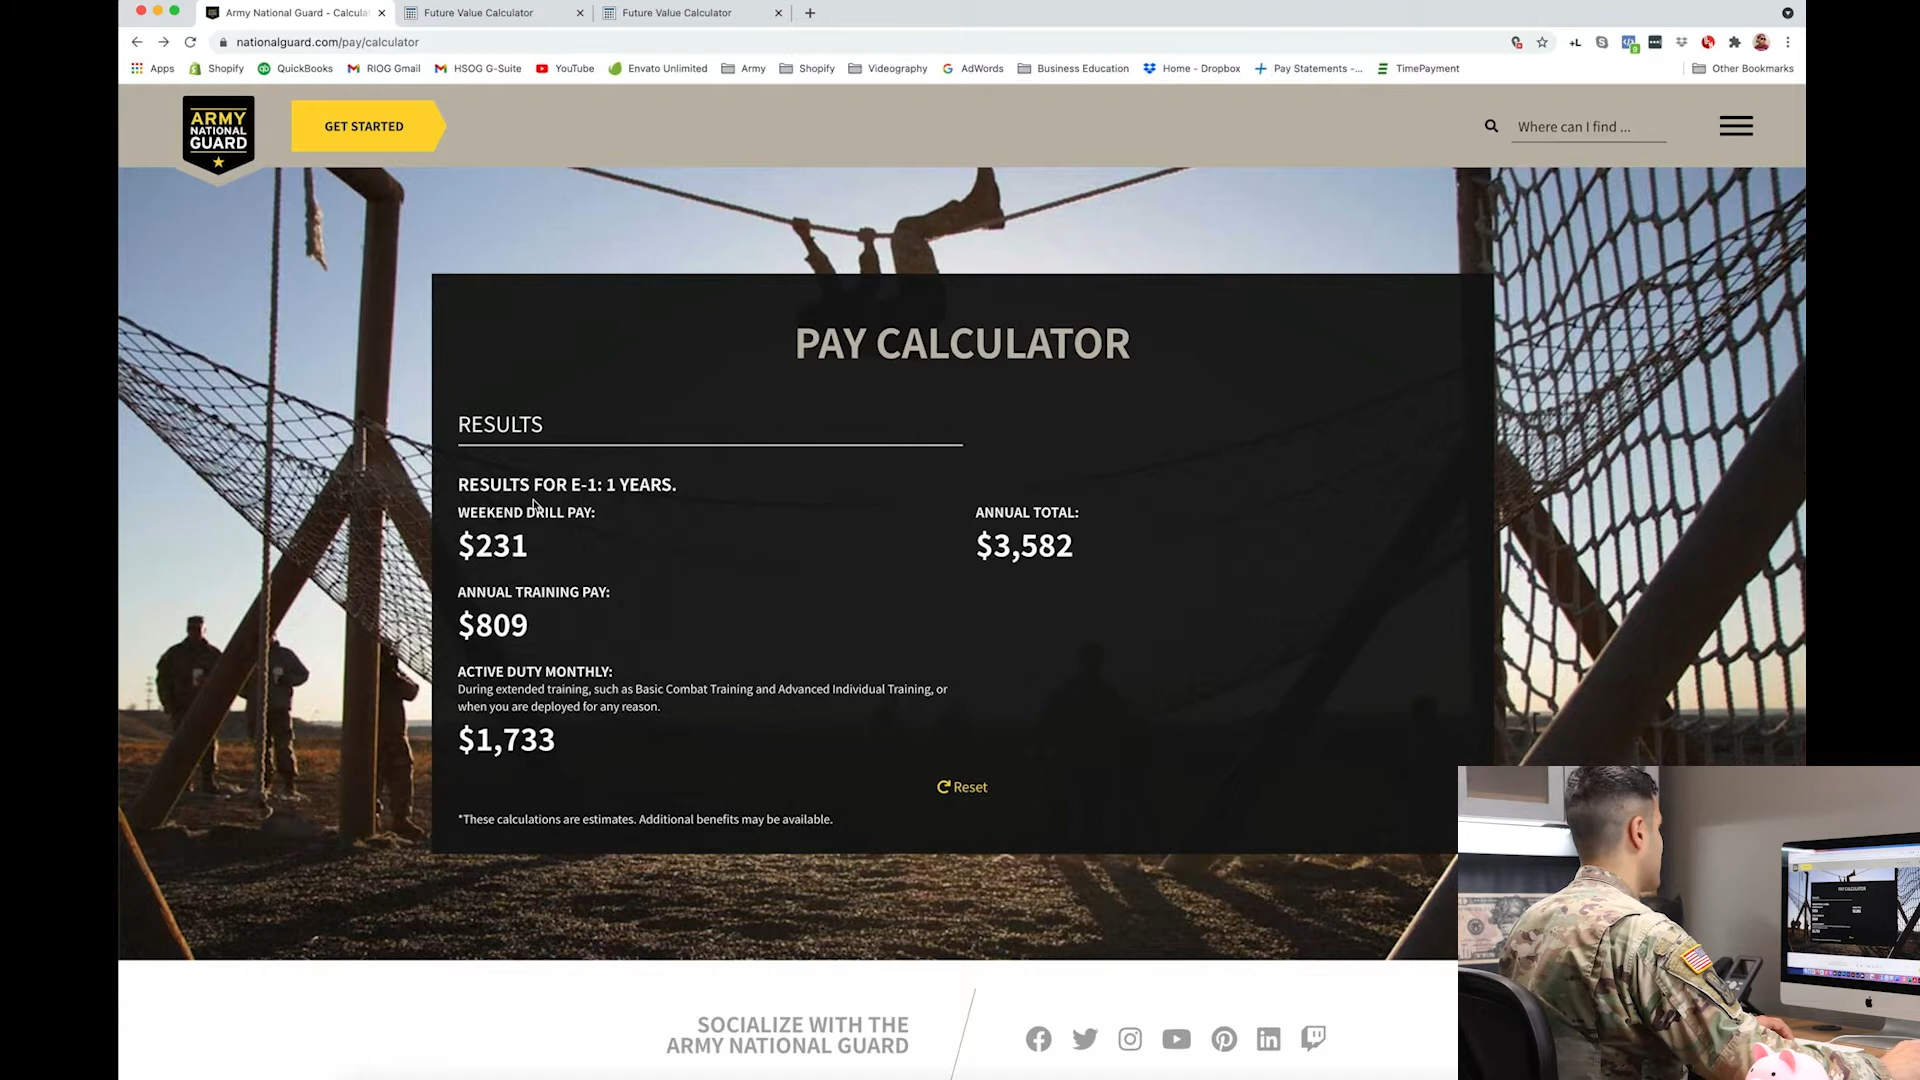 Army National Guard - Calcula
Future Value Calculator
Future Value Calculator
nationalguard.com/pay/calculator
Apps
Shopify
QuickBooks
RIOG Gmail
HSOG G-Suite
YouTube
Envato Unlimited
Army
Shopify
Videography
AdWords
Business Education
Home - Dropbox
Pay Statements -...
TimePayment
Other Bookmarks
ARMY
NATIONAL
GUARD
GET STARTED
Where can I find ...
PAY CALCULATOR
RESULTS
RESULTS FOR E-1: 1 YEARS.
WEEKEND DRILL PAY:
$231
ANNUAL TOTAL:
$3,582
ANNUAL TRAINING PAY:
$809
ACTIVE DUTY MONTHLY:
During extended training, such as Basic Combat Training and Advanced Individual Training, or
when you are deployed for any reason.
$1,733
Reset
*These calculations are estimates. Additional benefits may be available.
SOCIALIZE WITH THE
ARMY NATIONAL GUARD
PAY CALCULATOR